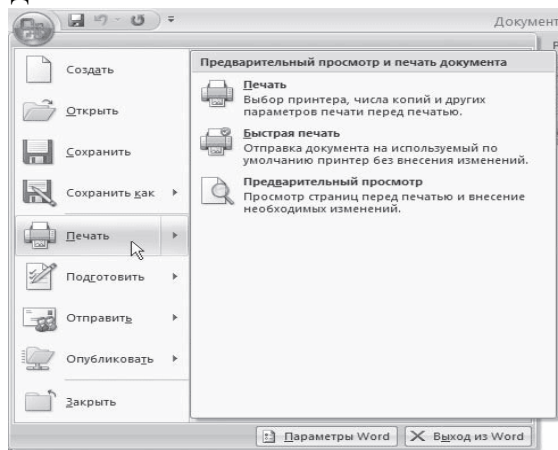 Документ
Создать
Открыть
Сохранить
Сохранить как
Печать
Подготовить
Отправить
Опубликовать
Закрыть
Предварительный просмотр и печать документа
Печать
Выбор принтера, числа копий и других
параметров печати перед печатью.
Быстрая печать
Отправка документа на используемый по
умолчанию принтер без внесения изменений.
Предварительный просмотр
Просмотр страниц перед печатью и внесение
необходимых изменений.
Параметры Word
Выход из Word